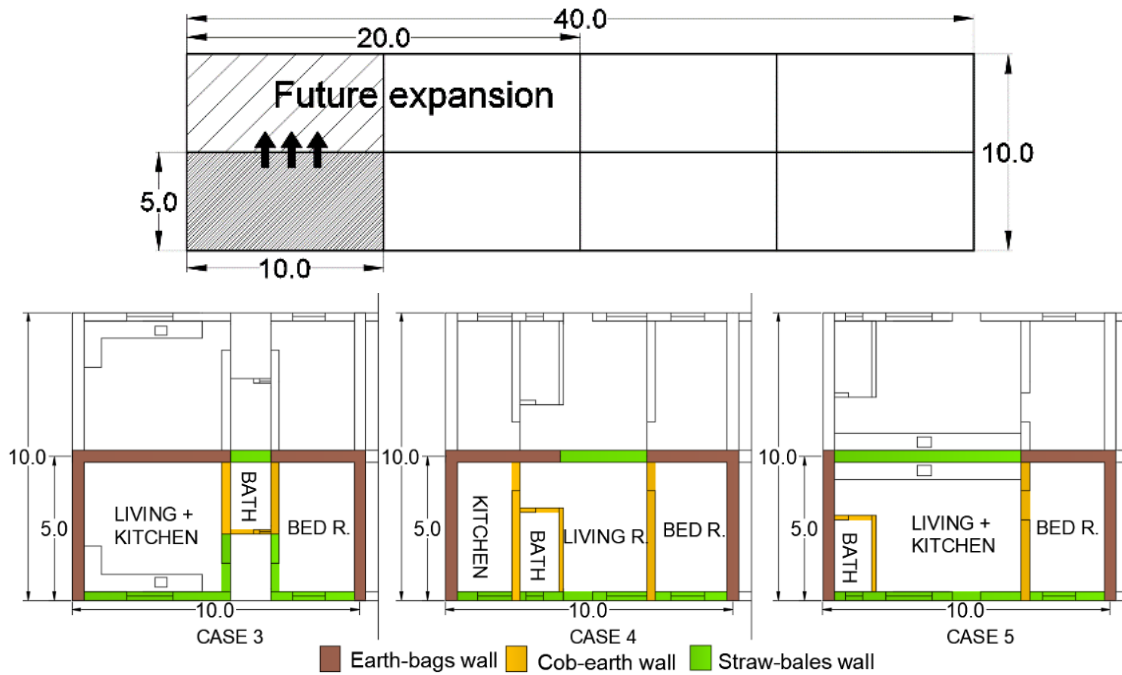 40.0
20.0
Future expansion
5.0
10.0
10.0
10.0
5.0
LIVING +
KITCHEN
BATH
BED R.
10.0
CASE 3
10.0
5.0
KITCHEN
BATH
LIVING R.
BED R.
10.0
CASE 4
10.0
5.0
BATH
LIVING +
KITCHEN
BED R.
10.0
CASE 5
Earth-bags wall
Cob-earth wall
Straw-bales wall